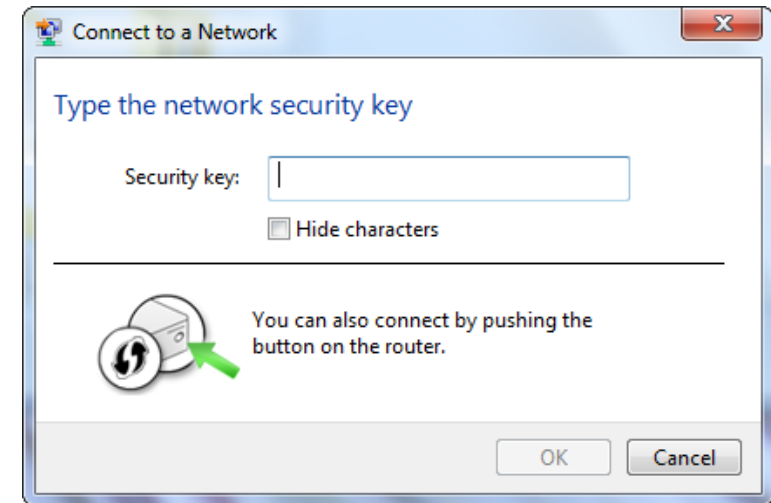 Connect to a Network
Type the network security key
Security key:
Hide characters
You can also connect by pushing the
button on the router.
OK
Cancel